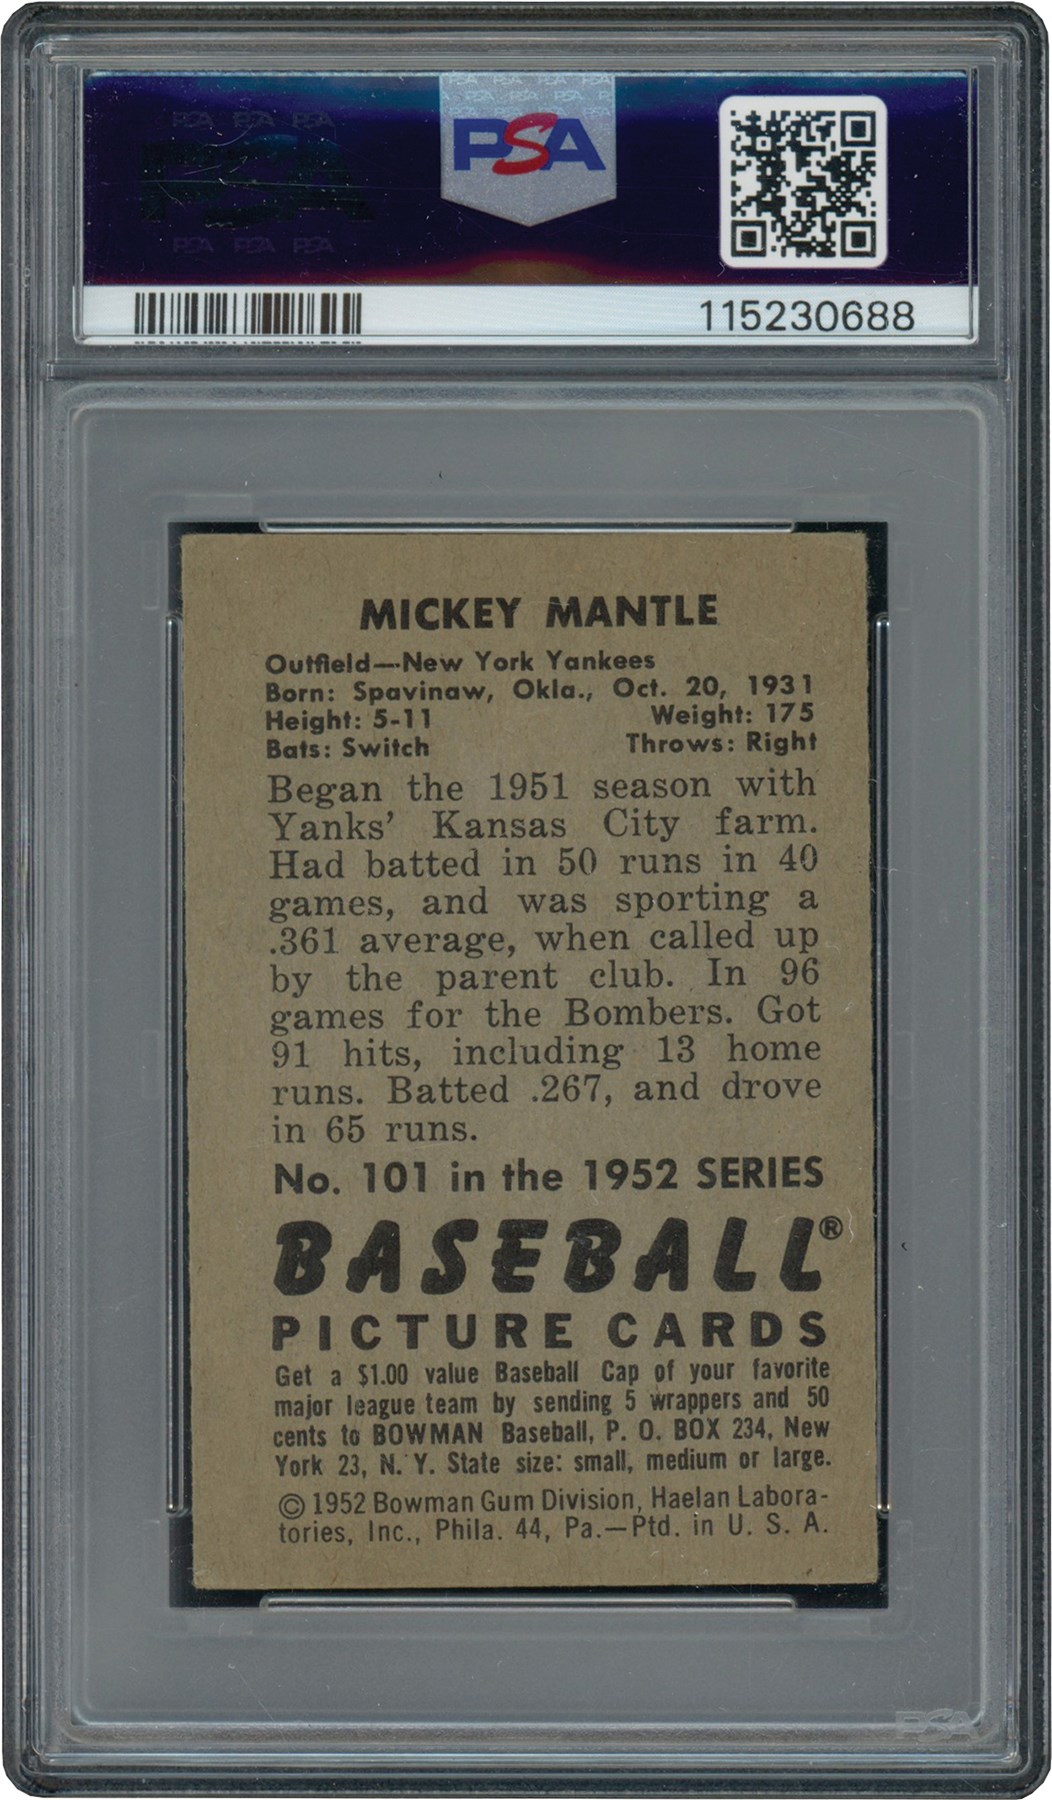 PSA
115230688
MICKEY MANTLE
Outfield—New York Yankees
Born: Spavinaw, Okla., Oct. 20, 1931
Height: 5-11 Weight: 175
Bats: Switch Throws: Right
Began the 1951 season with
Yanks' Kansas City farm.
Had batted in 50 runs in 40
games, and was sporting a
.361 average, when called up
by the parent club. In 96
games for the Bombers. Got
91 hits, including 13 home
runs. Batted .267, and drove
in 65 runs.
No. 101 in the 1952 SERIES
BASEBALL®
PICTURE CARDS
Get a $1.00 value Baseball Cap of your favorite
major league team by sending 5 wrappers and 50
cents to BOWMAN Baseball, P. O. BOX 234, New
York 23, N. Y. State size: small, medium or large.
© 1952 Bowman Gum Division, Haelan Labora-
tories, Inc., Phila. 44, Pa.—Ptd. in U. S. A.
PSA